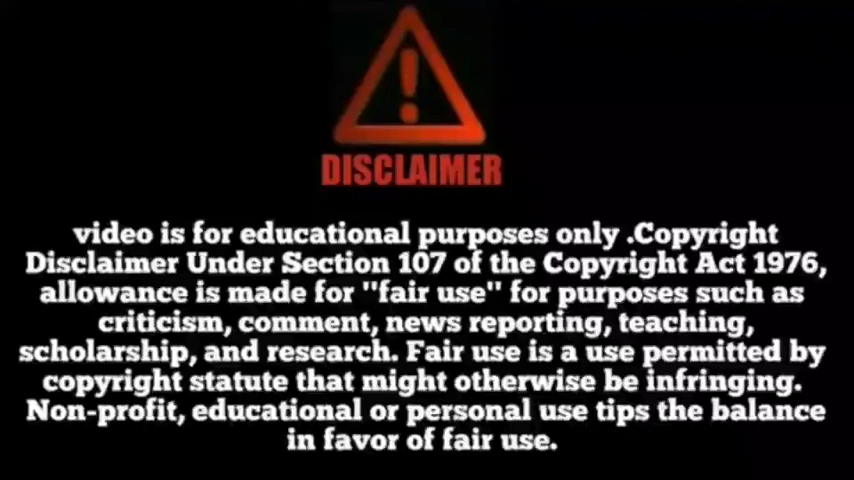 DISCLAIMER
video is for educational purposes only .Copyright
Disclaimer Under Section 107 of the Copyright Act 1976,
allowance is made for "fair use" for purposes such as
criticism, comment, news reporting, teaching,
scholarship, and research. Fair use is a use permitted by
copyright statute that might otherwise be infringing.
Non-profit, educational or personal use tips the balance
in favor of fair use.